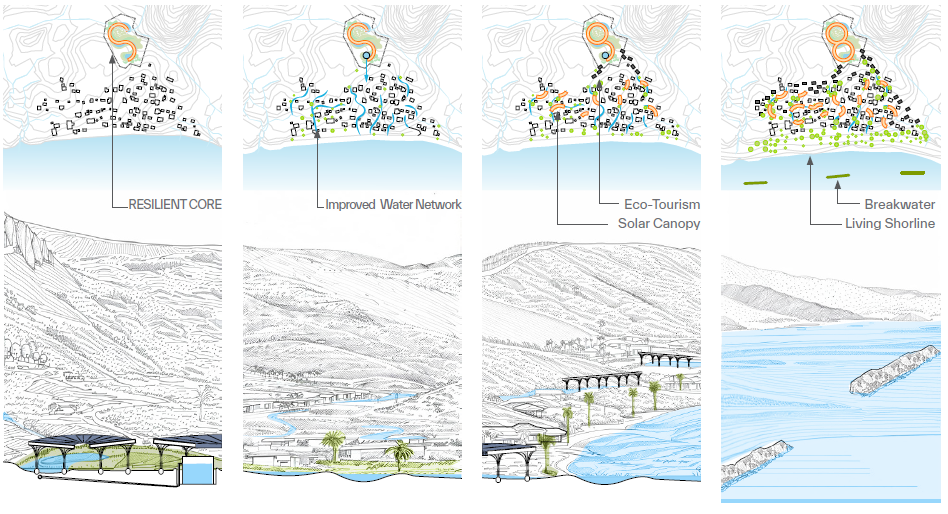 RESILIENT CORE
Improved Water Network
Eco-Tourism
Solar Canopy
Breakwater
Living Shorline